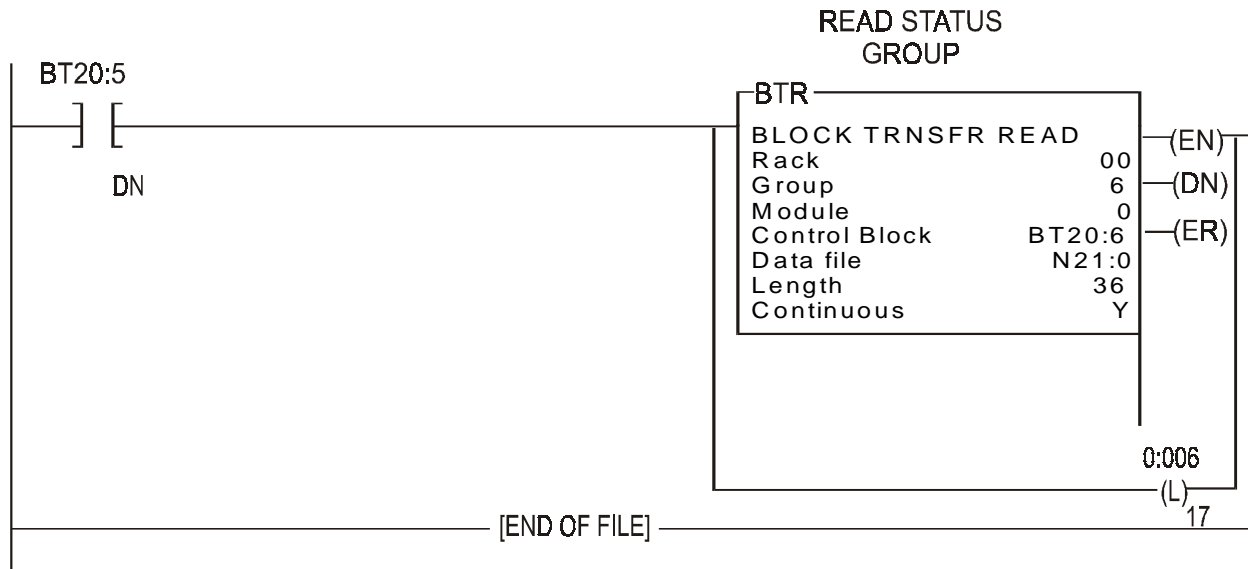 READ STATUS
GROUP
BT20:5
DN
BTR
BLOCK TRNSFR READ
Rack 00
Group 6
Module 0
Control Block BT20:6
Data file N21:0
Length 36
Continuous Y
(EN)
(DN)
(ER)
0:006
(L)
17
[END OF FILE]